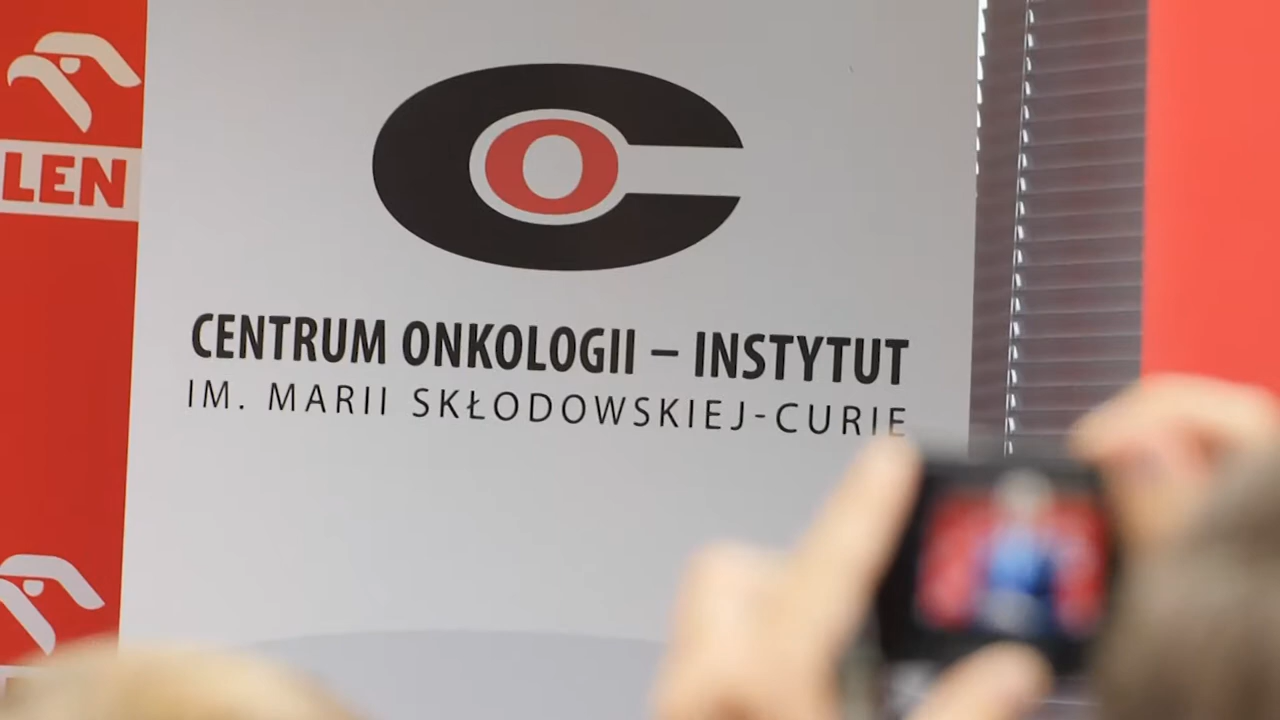 LEN
CENTRUM ONKOLOGII – INSTYTUT
IM. MARII SKŁODOWSKIEJ-CURIE